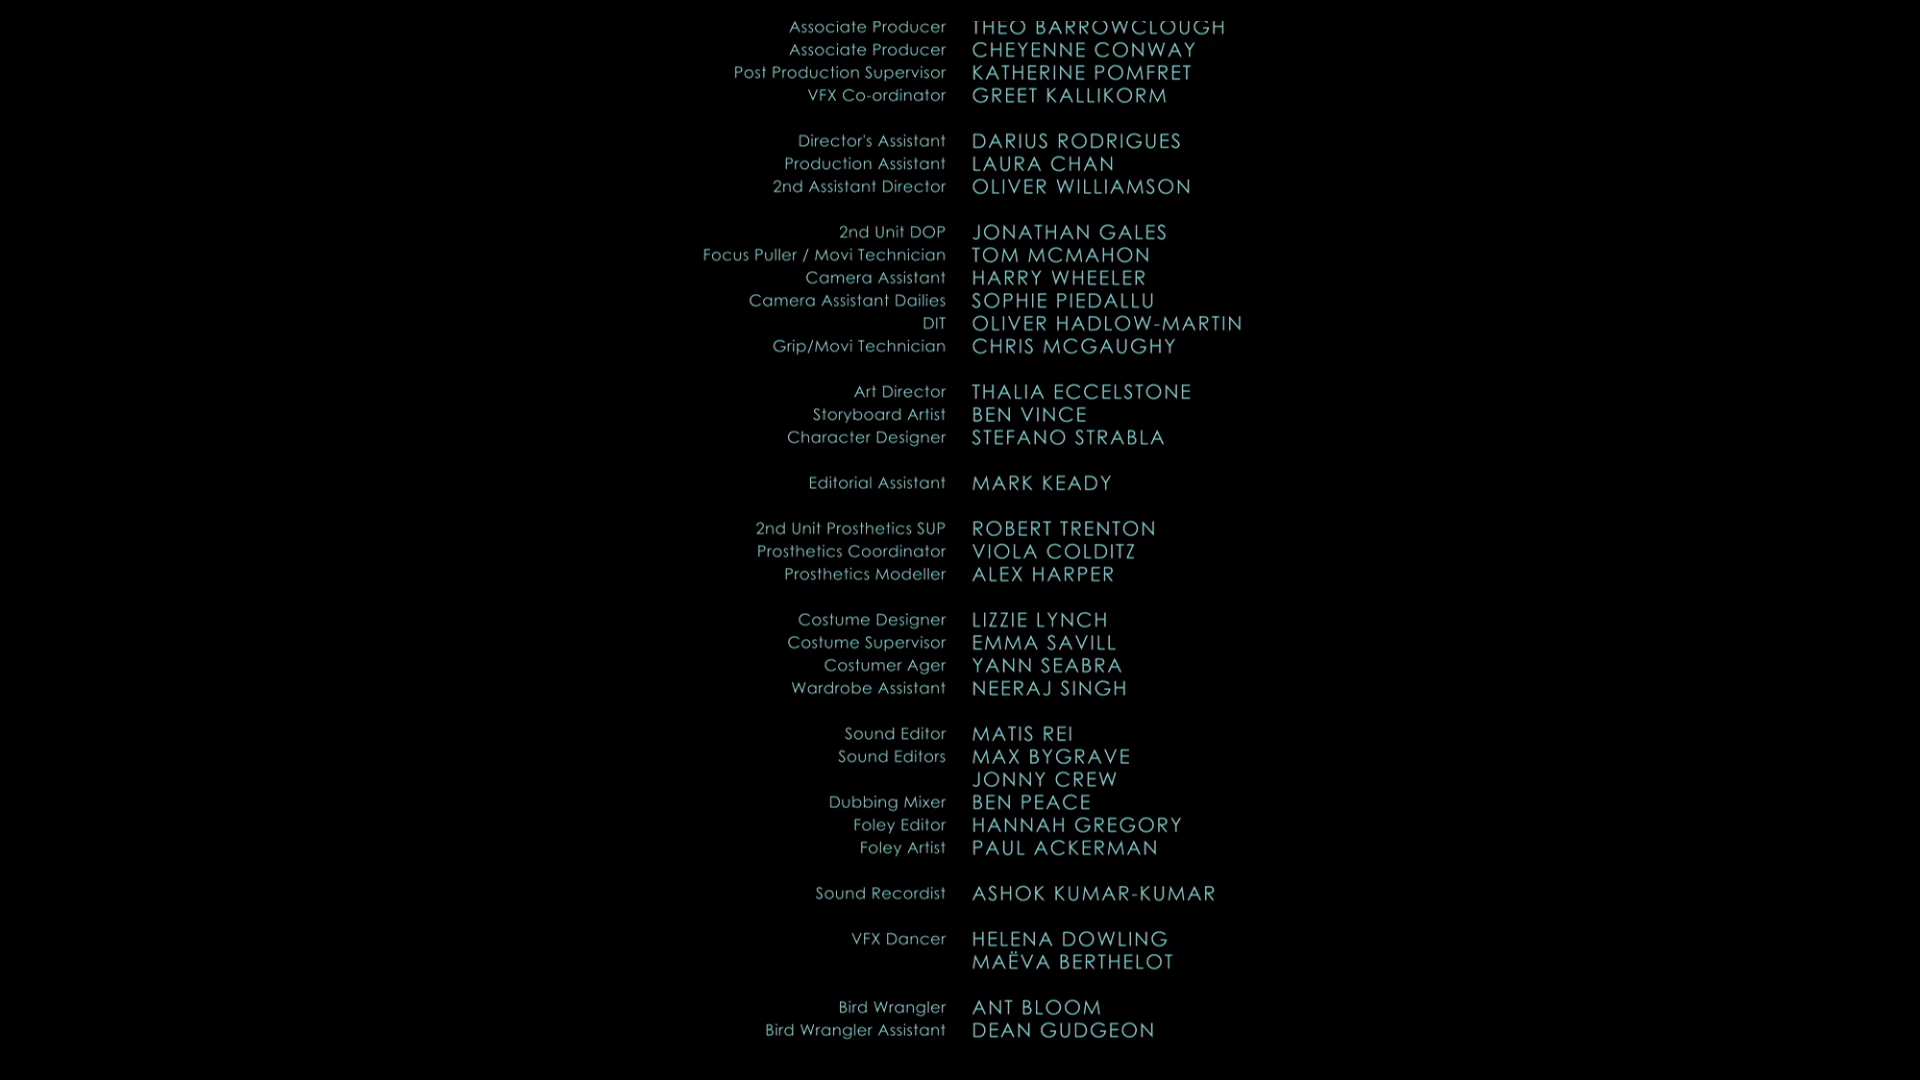 Associate Producer THEO BARROWCLOUGH
Associate Producer CHEYENNE CONWAY
Post Production Supervisor KATHERINE POMFRET
VFX Co-ordinator GREET KALLIKORM
Director's Assistant DARIUS RODRIGUES
Production Assistant LAURA CHAN
2nd Assistant Director OLIVER WILLIAMSON
2nd Unit DOP JONATHAN GALES
Focus Puller / Movi Technician TOM MCMAHON
Camera Assistant HARRY WHEELER
Camera Assistant Dailies SOPHIE PIEDALLU
DIT OLIVER HADLOW-MARTIN
Grip/Movi Technician CHRIS MCGAUGHY
Art Director THALIA ECCELSTONE
Storyboard Artist BEN VINCE
Character Designer STEFANO STRABLA
Editorial Assistant MARK KEADY
2nd Unit Prosthetics SUP ROBERT TRENTON
Prosthetics Coordinator VIOLA COLDITZ
Prosthetics Modeller ALEX HARPER
Costume Designer LIZZIE LYNCH
Costume Supervisor EMMA SAVILL
Costumer Ager YANN SEABRA
Wardrobe Assistant NEERAJ SINGH
Sound Editor MATIS REI
Sound Editors MAX BYGRAVE
JONNY CREW
Dubbing Mixer BEN PEACE
Foley Editor HANNAH GREGORY
Foley Artist PAUL ACKERMAN
Sound Recordist ASHOK KUMAR-KUMAR
VFX Dancer HELENA DOWLING
MAËVA BERTHELOT
Bird Wrangler ANT BLOOM
Bird Wrangler Assistant DEAN GUDGEON